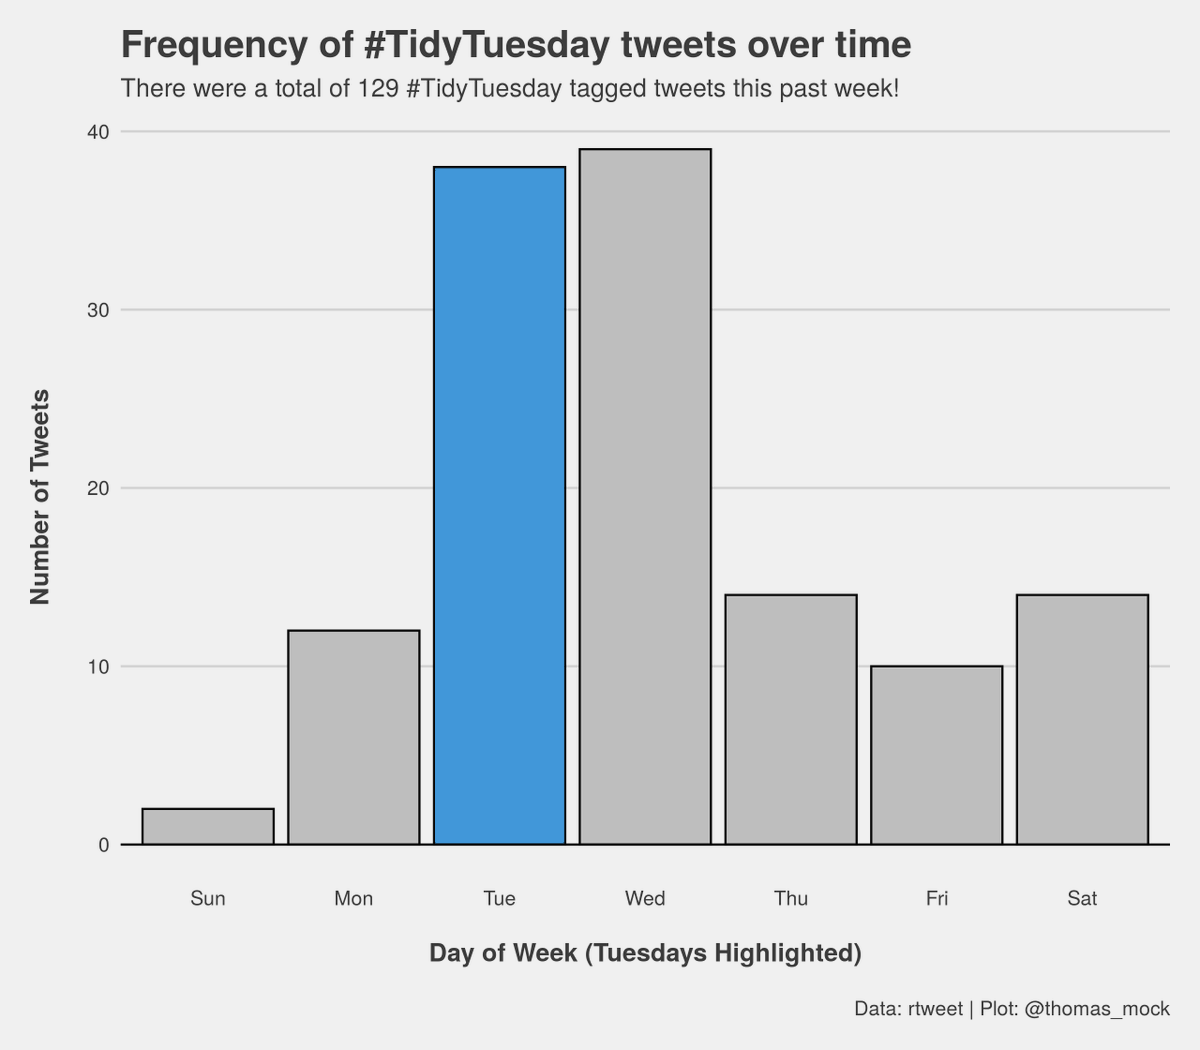 Frequency of #TidyTuesday tweets over time
There were a total of 129 #TidyTuesday tagged tweets this past week!
40
30
20
10
0
Number of Tweets
Sun Mon Tue Wed Thu Fri Sat
Day of Week (Tuesdays Highlighted)
Data: rtweet | Plot: @thomas_mock